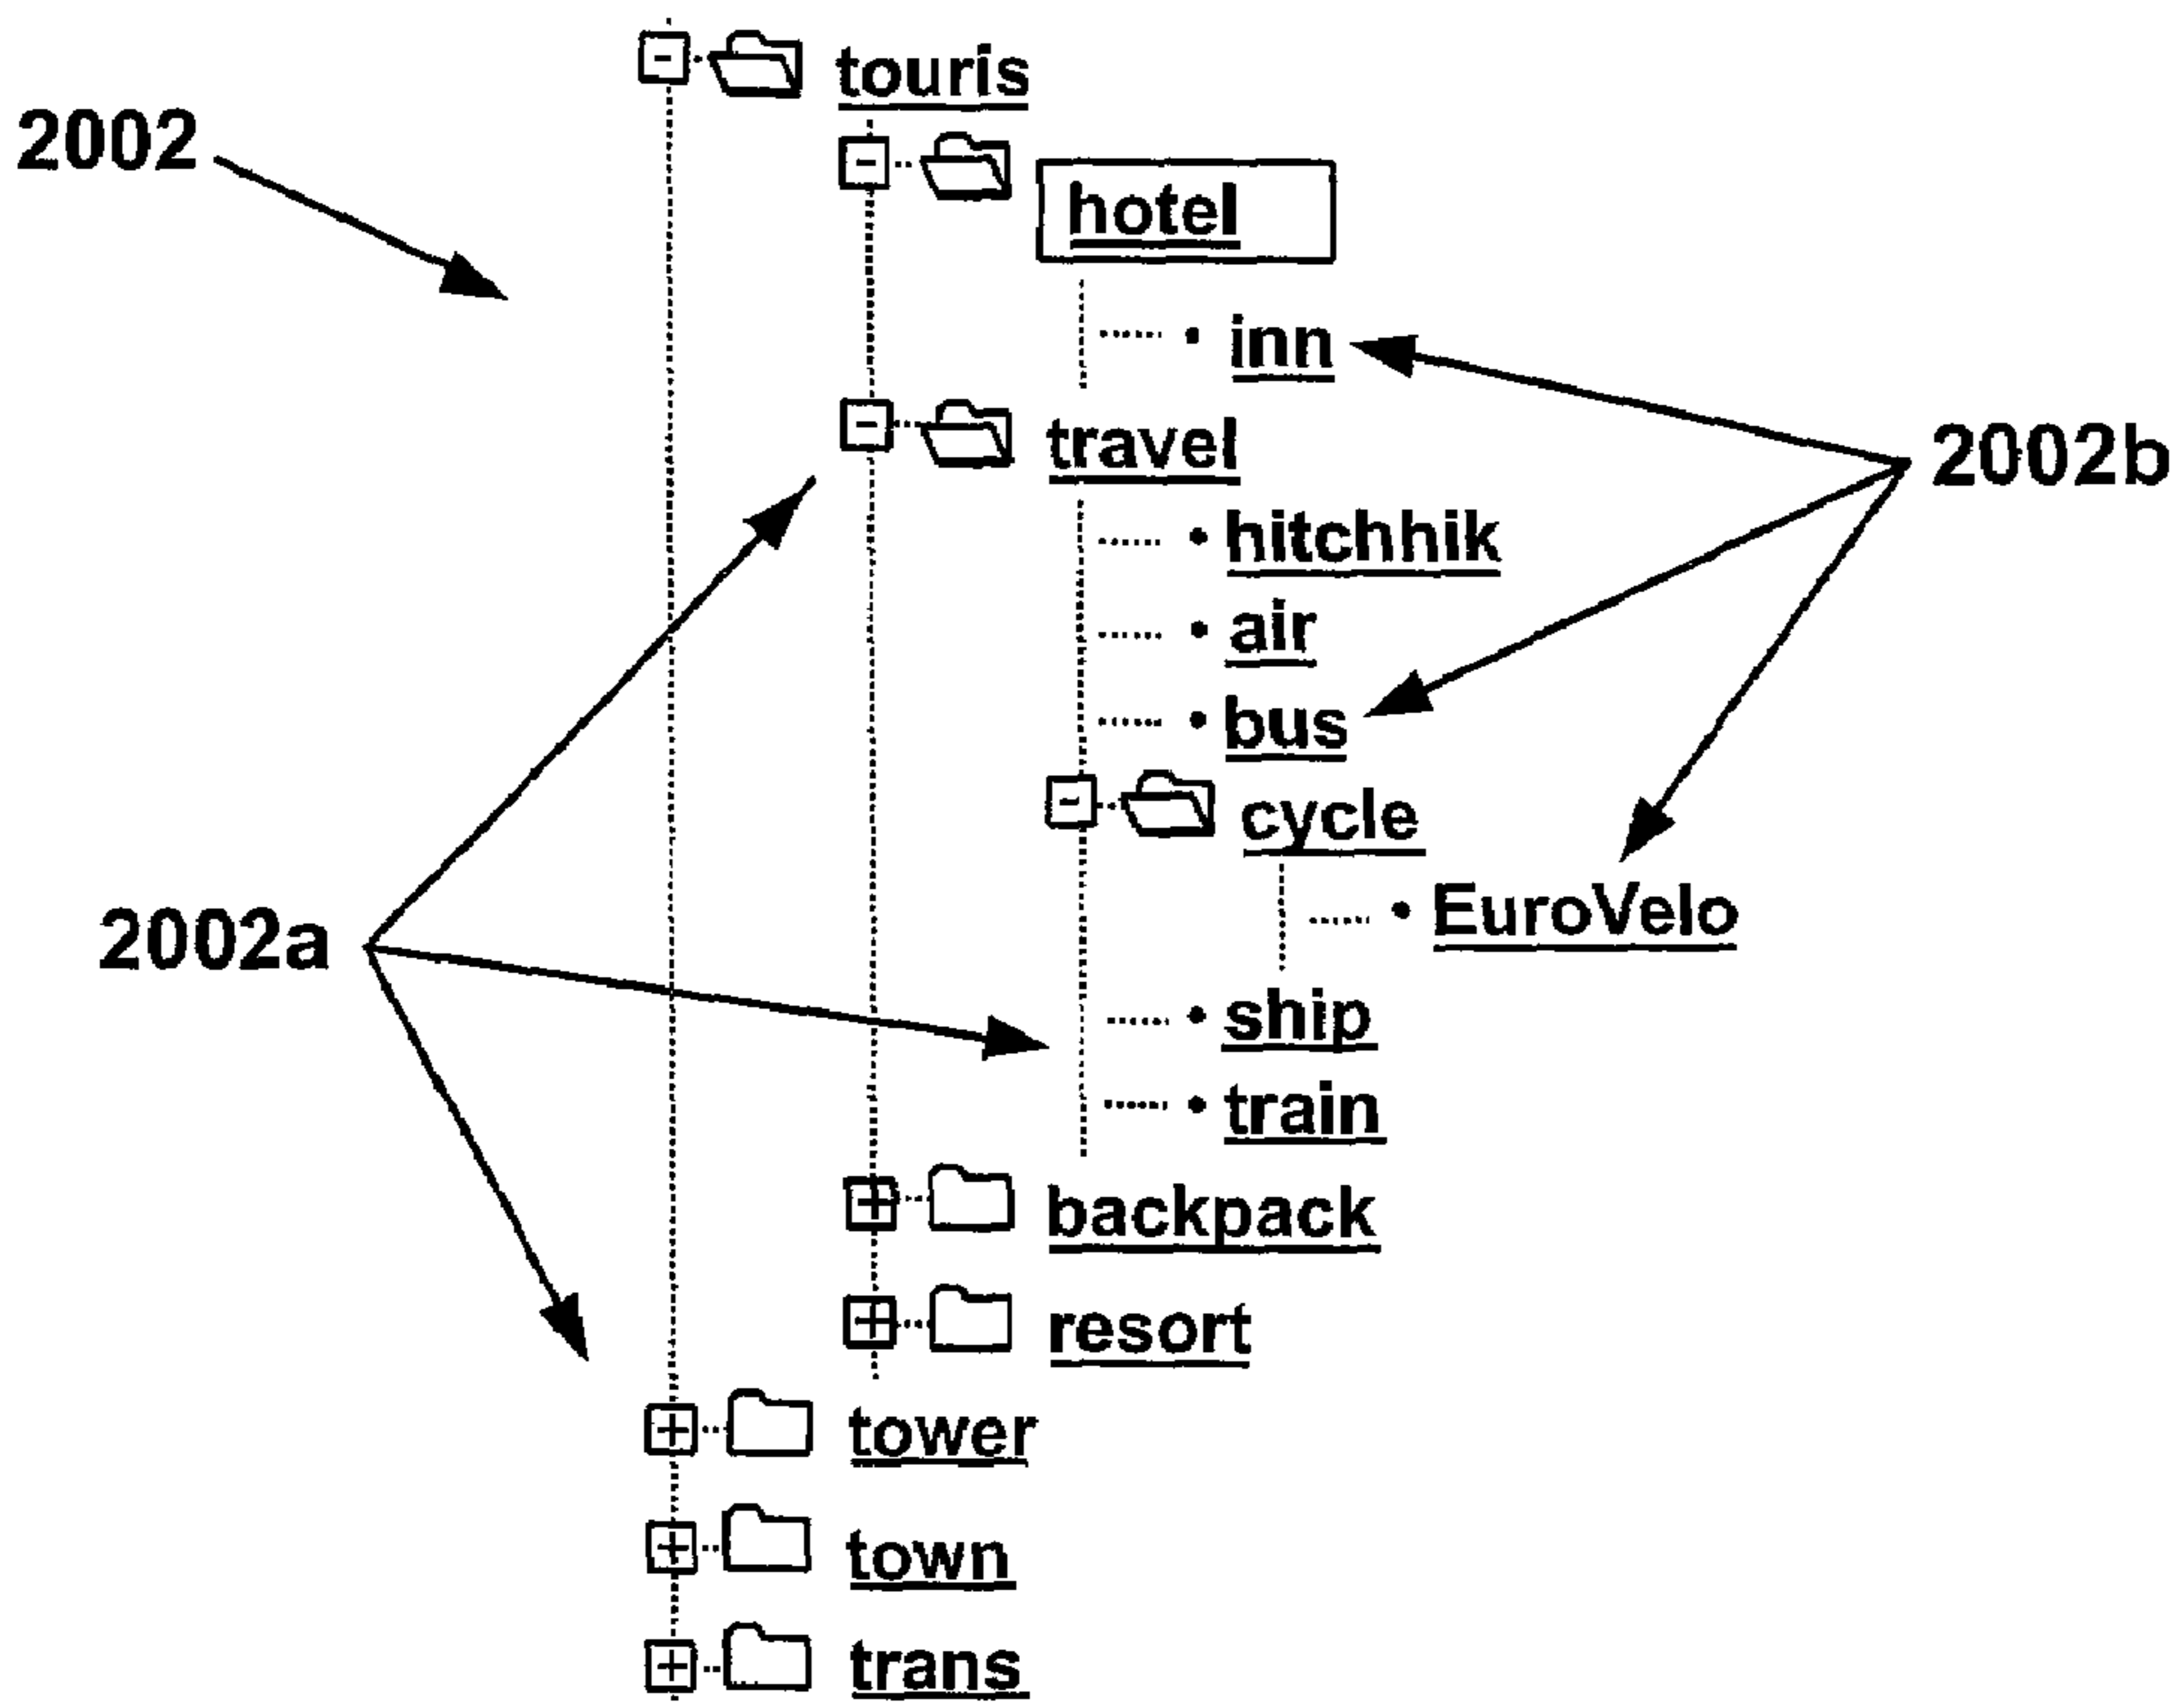 touris
2002
hotel
inn
travel
2002b
hitchhik
air
bus
cycle
EuroVelo
2002a
ship
train
backpack
resort
tower
town
trans